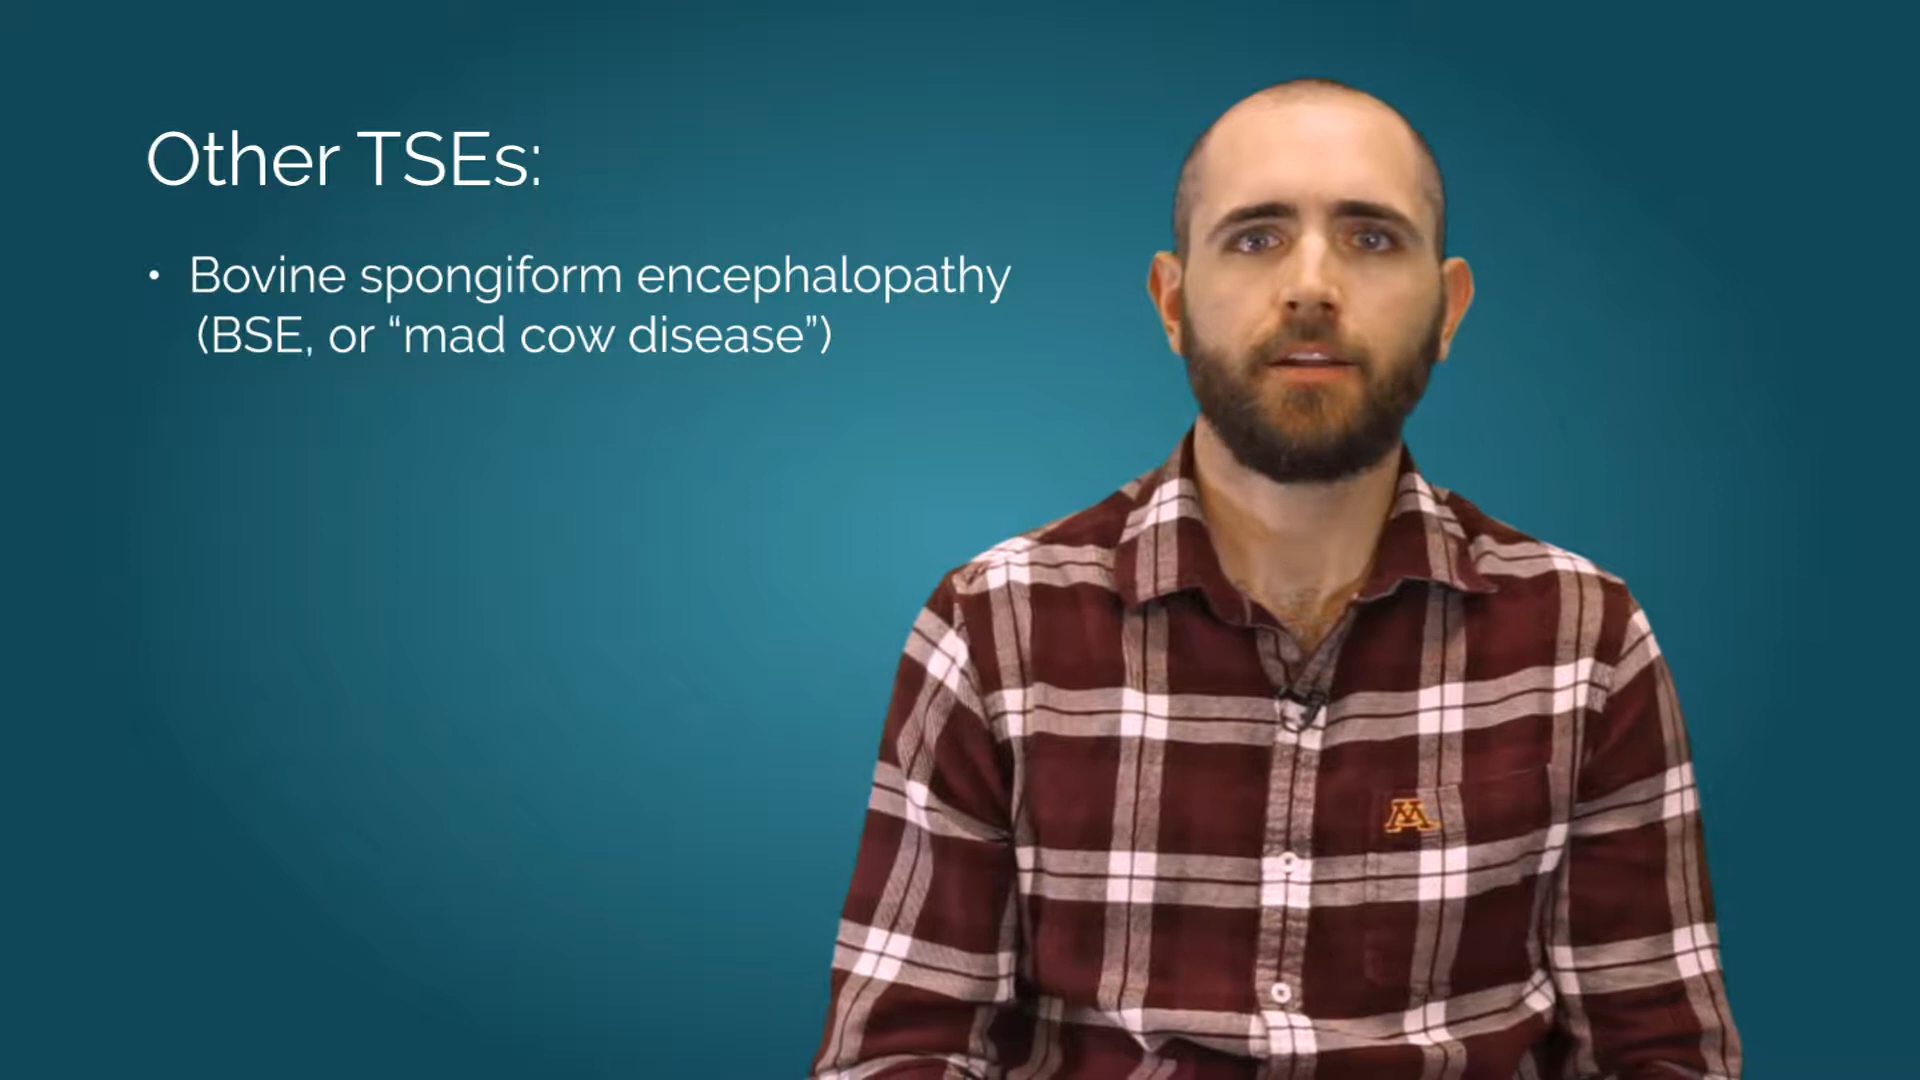 Other TSEs:
• Bovine spongiform encephalopathy
(BSE, or “mad cow disease”)
M